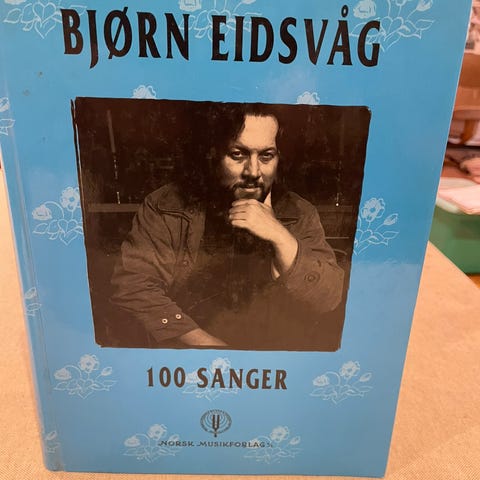 BJØRN EIDSVÅG
100 SANGER
NORSK MUSIKFORLAG A/S